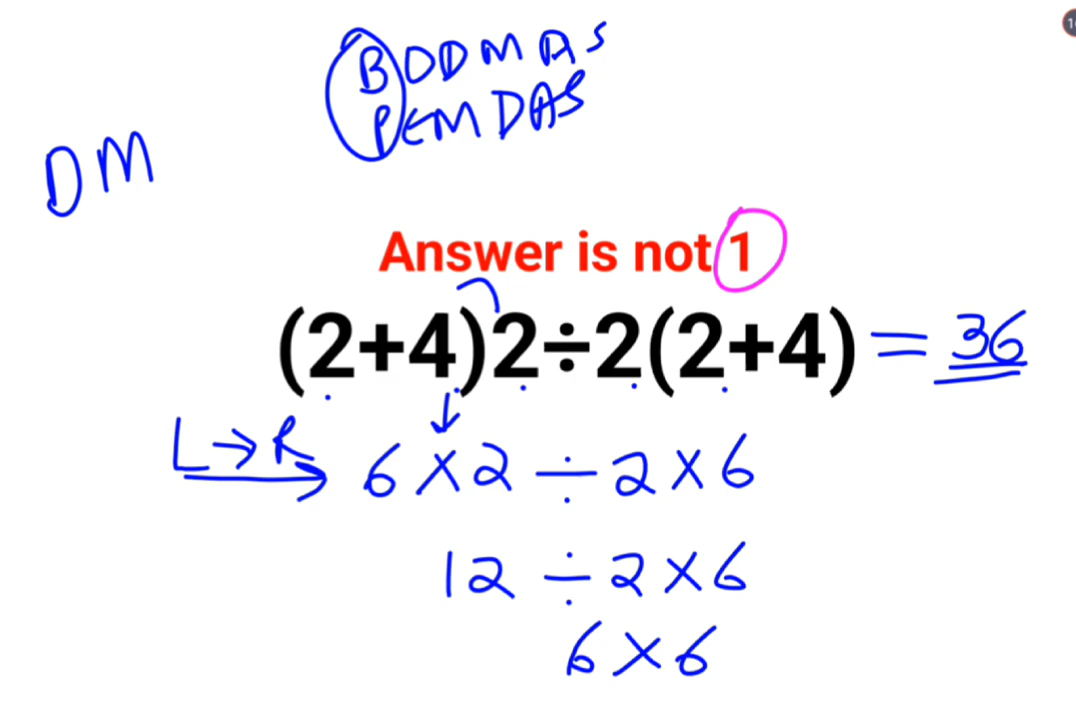 BODMAS
PEMDAS
DM
Answer is not 1
(2+4)2÷2(2+4) = 36
L→R 6×2÷2×6
12÷2×6
6×6